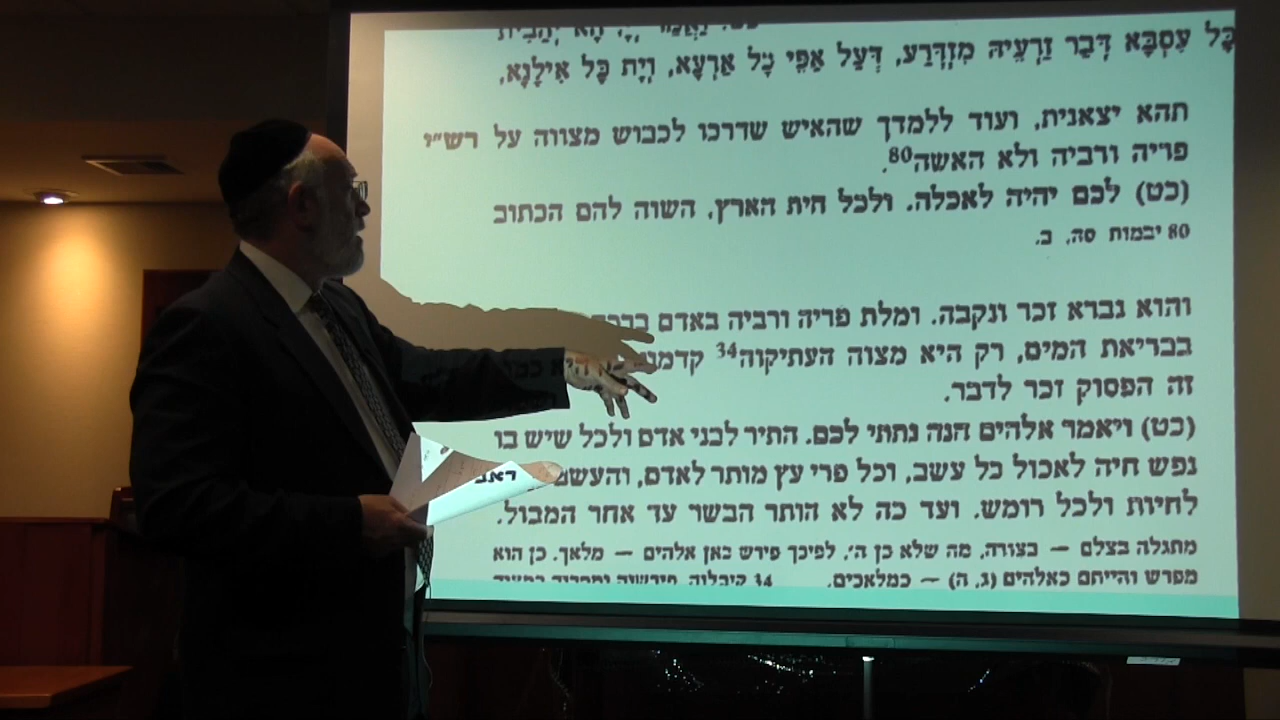 כָּל עִסְבָּא דְּבַר זַרְעֵיהּ מִזְדְּרַע, דְּעַל אַפֵּי כָל אַרְעָא, וְיָת כָּל אִילָנָא,
תהא יצאנית, ועוד ללמדך שהאיש שדרכו לכבוש מצווה על
רש״י
פריה ורביה ולא האשה80.
(כט) לכם יהיה לאכלה. ולכל חית הארץ. השוה להם הכתוב
80 יבמות סה, ב.
והוא נברא זכר ונקבה. ומלת פריה ורביה באדם
בבריאת המים, רק היא מצוה העתיקוה34
זה הפסוק זכר לדבר.
(כט) ויאמר אלהים הנה נתתי לכם. התיר לבני אדם ולכל שיש בו
נפש חיה לאכול כל עשב, וכל פרי עץ מותר לאדם,
לחיות ולכל רומש. ועד כה לא הותר הבשר עד אחר המבול.
מתגלה בצלם — בצורה, מה שלא כן ה׳. לפיכך פירש כאן אלהים — מלאך. כן הוא
מפרש והייתם כאלהים (ג, ה) — כמלאכים. 34